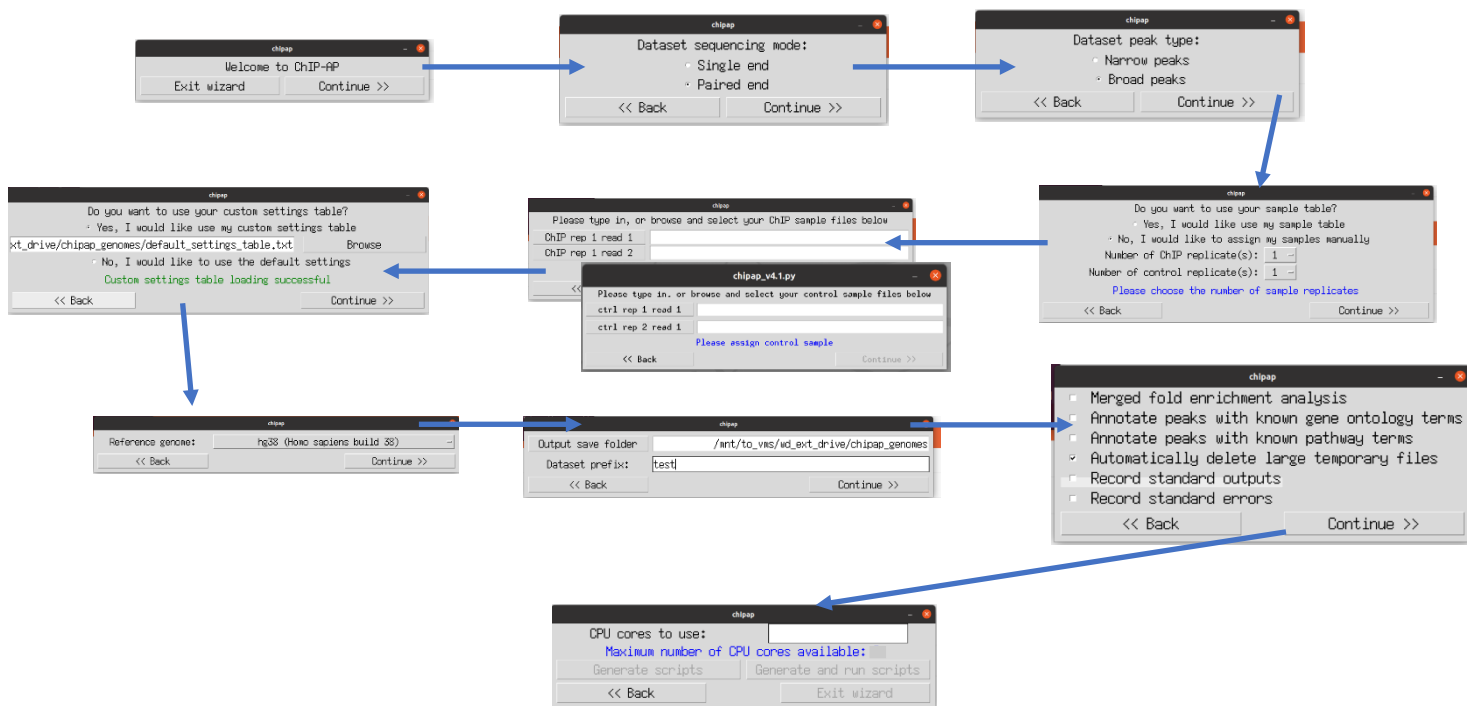 chipap
Welcome to ChIP-AP
Exit wizard Continue >>
chipap
Dataset sequencing mode:
Single end
Paired end
<< Back Continue >>
chipap
Dataset peak type:
Narrow peaks
Broad peaks
<< Back Continue >>
chipap
Do you want to use your sample table?
Yes, I would like use my sample table
No, I would like to assign my samples manually
Number of ChIP replicate(s): 1
Number of control replicate(s): 1
Please choose the number of sample replicates
<< Back Continue >>
chipap
Please type in, or browse and select your ChIP sample files below
ChIP rep 1 read 1
ChIP rep 1 read 2
<<
chipap_v4.1.py
Please type in, or browse and select your control sample files below
ctrl rep 1 read 1
ctrl rep 2 read 1
Please assign control sample
<< Back Continue >>
chipap
Do you want to use your custom settings table?
Yes, I would like use my custom settings table
xt_drive/chipap_genomes/default_settings_table.txt Browse
No, I would like to use the default settings
Custom settings table loading successful
<< Back Continue >>
chipap
Reference genome: hg38 (Homo sapiens build 38)
<< Back Continue >>
chipap
Output save folder /mnt/to_vms/wd_ext_drive/chipap_genomes
Dataset prefix: test
<< Back Continue >>
chipap
Merged fold enrichment analysis
Annotate peaks with known gene ontology terms
Annotate peaks with known pathway terms
Automatically delete large temporary files
Record standard outputs
Record standard errors
<< Back Continue >>
chipap
CPU cores to use:
Maximum number of CPU cores available:
Generate scripts Generate and run scripts
<< Back Exit wizard